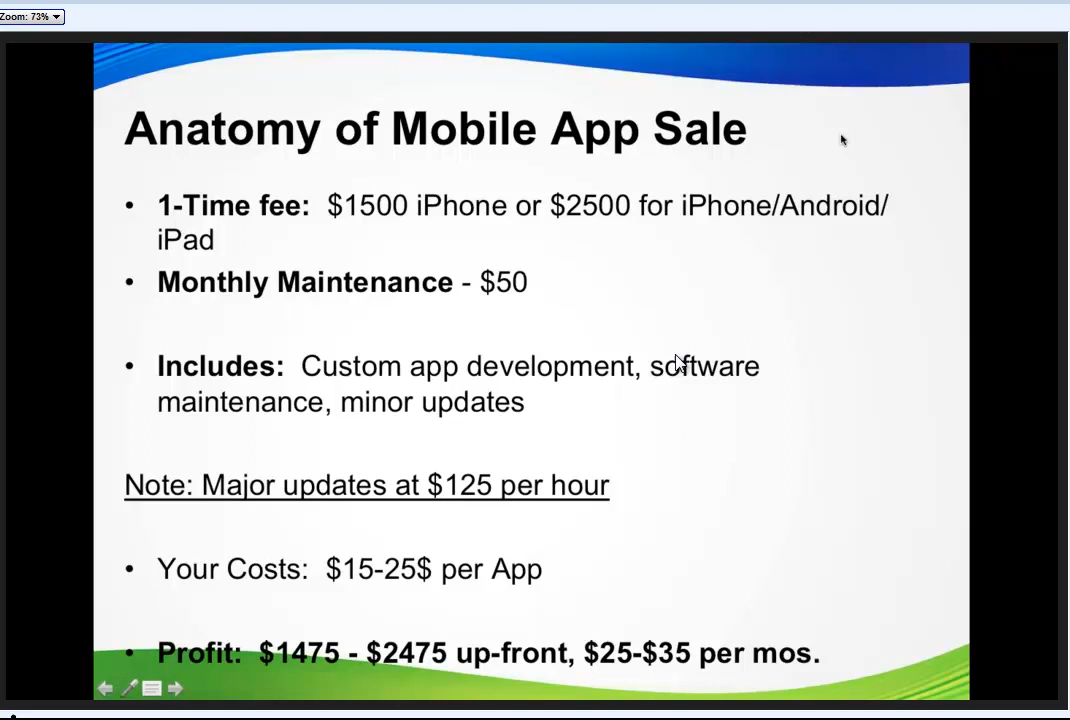 Zoom: 73%
Anatomy of Mobile App Sale
• 1-Time fee: $1500 iPhone or $2500 for iPhone/Android/
iPad
• Monthly Maintenance - $50
• Includes: Custom app development, software
maintenance, minor updates
Note: Major updates at $125 per hour
• Your Costs: $15-25$ per App
• Profit: $1475 - $2475 up-front, $25-$35 per mos.